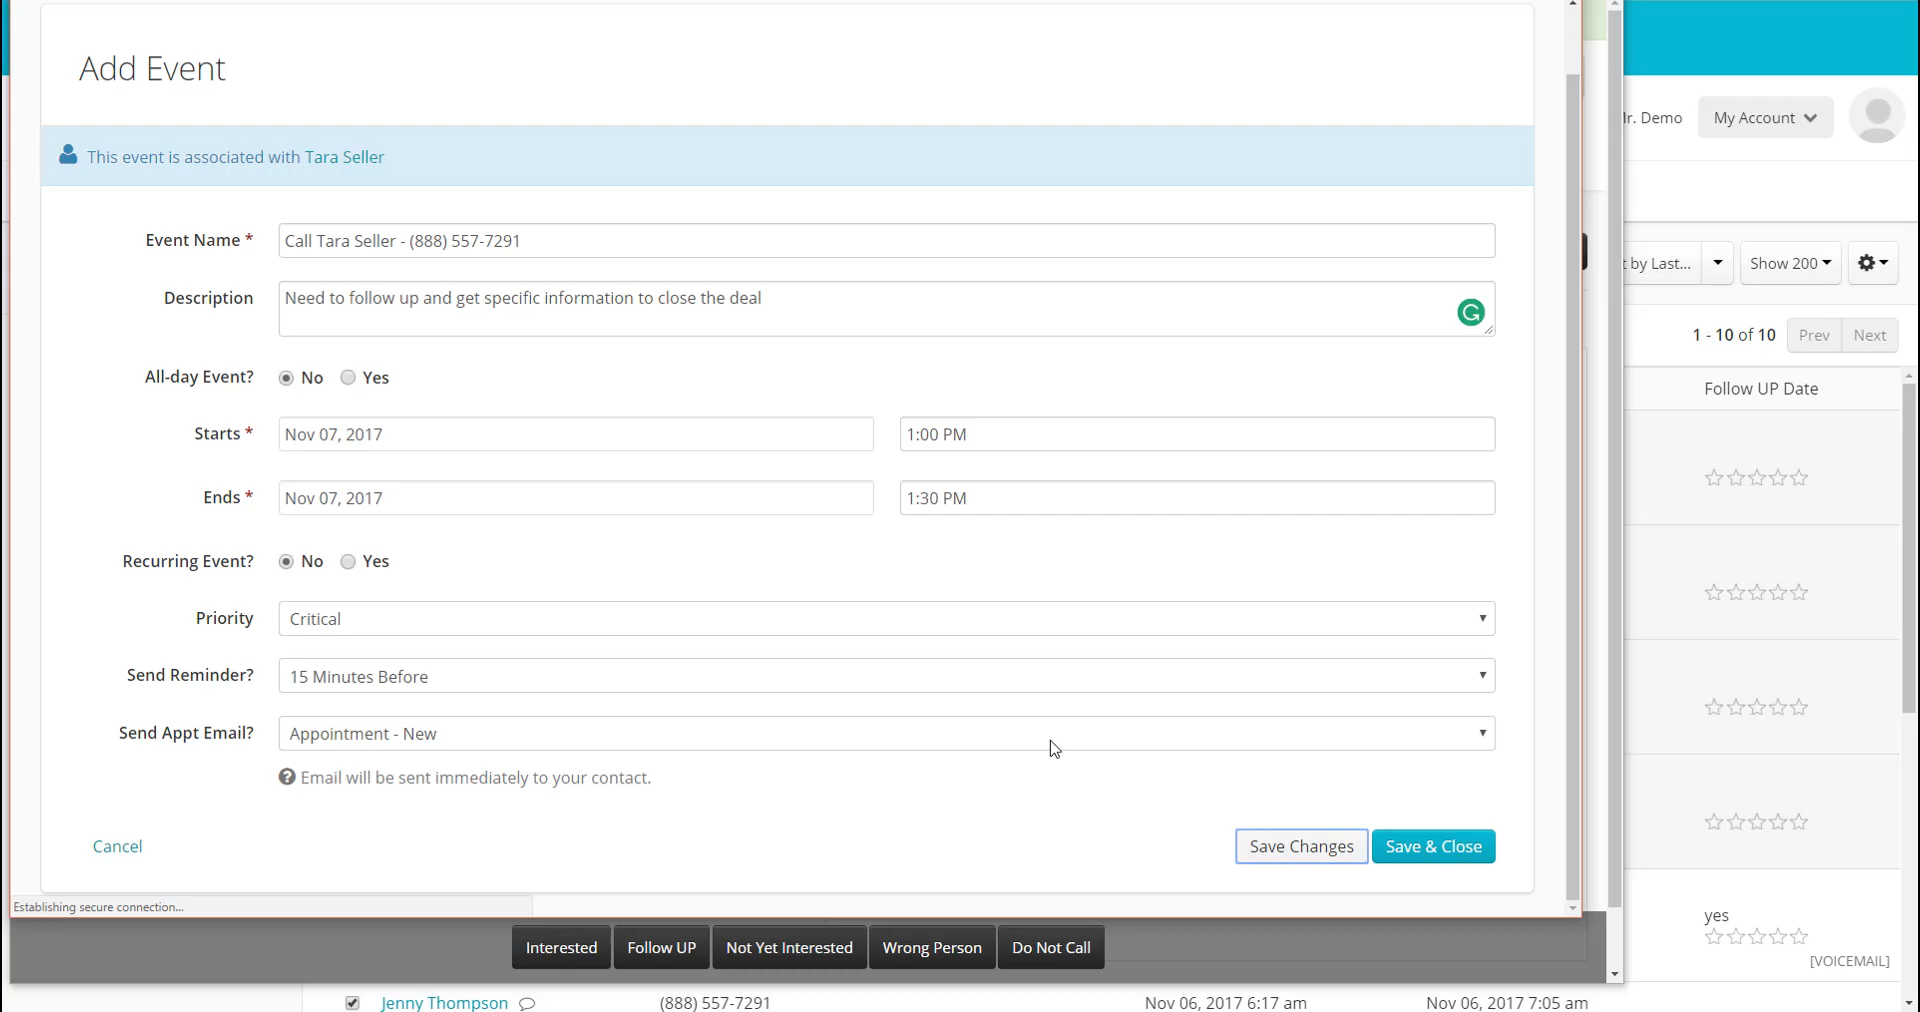 Add Event
This event is associated with Tara Seller
Event Name * Call Tara Seller - (888) 557-7291
Description Need to follow up and get specific information to close the deal
All-day Event? No Yes
Starts * Nov 07, 2017 1:00 PM
Ends * Nov 07, 2017 1:30 PM
Recurring Event? No Yes
Priority Critical
Send Reminder? 15 Minutes Before
Send Appt Email? Appointment - New
Email will be sent immediately to your contact.
Cancel Save Changes Save & Close
Establishing secure connection...
Interested Follow UP Not Yet Interested Wrong Person Do Not Call
Jenny Thompson (888) 557-7291 Nov 06, 2017 6:17 am Nov 06, 2017 7:05 am
Demo My Account
by Last... Show 200
1 - 10 of 10 Prev Next
Follow UP Date
yes
[VOICEMAIL]